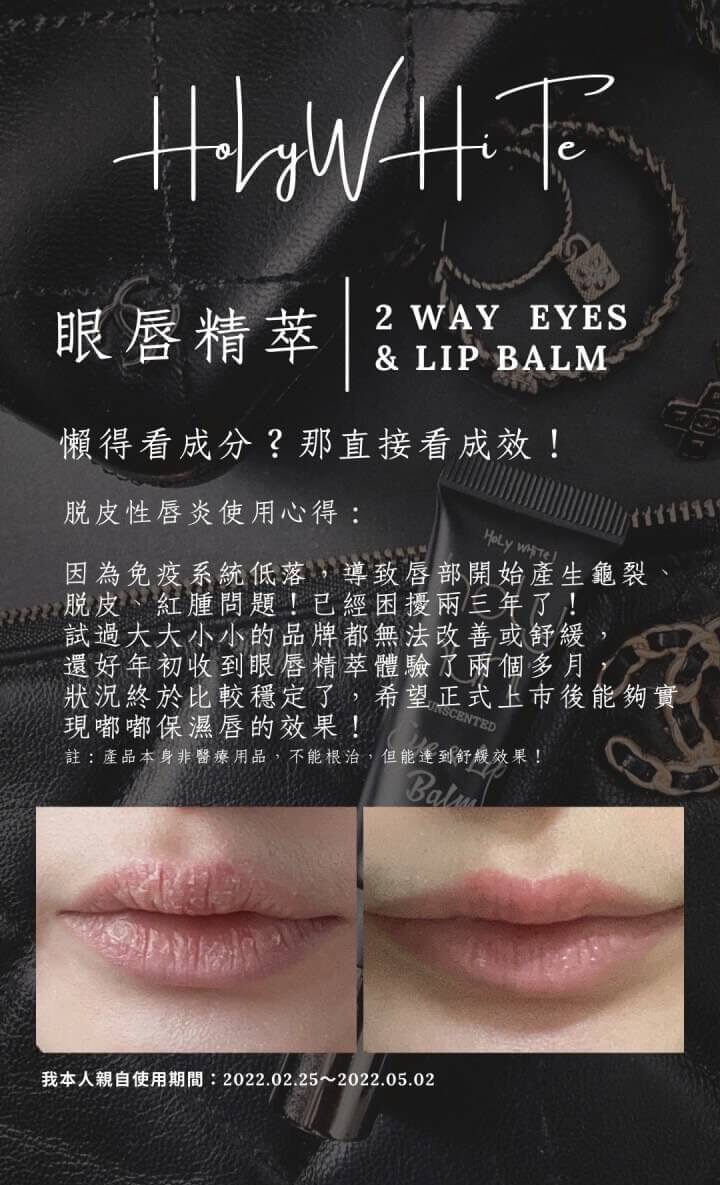 HolyWHiTe
眼唇精萃
2 WAY EYES
& LIP BALM
懶得看成分？那直接看成效！
脫皮性唇炎使用心得：
因為免疫系統低落，導致唇部開始產生龜裂、
脫皮、紅腫問題！已經困擾兩三年了！
試過大大小小的品牌都無法改善或舒緩，
還好年初收到眼唇精萃體驗了兩個多月，
狀況終於比較穩定了，希望正式上市後能夠實
現嘟嘟保濕唇的效果！
註：產品本身非醫療用品，不能根治，但能達到舒緩效果！
HoLy WHiTe!
UNSCENTED
Eye & Lip
Balm
我本人親自使用期間：2022.02.25～2022.05.02